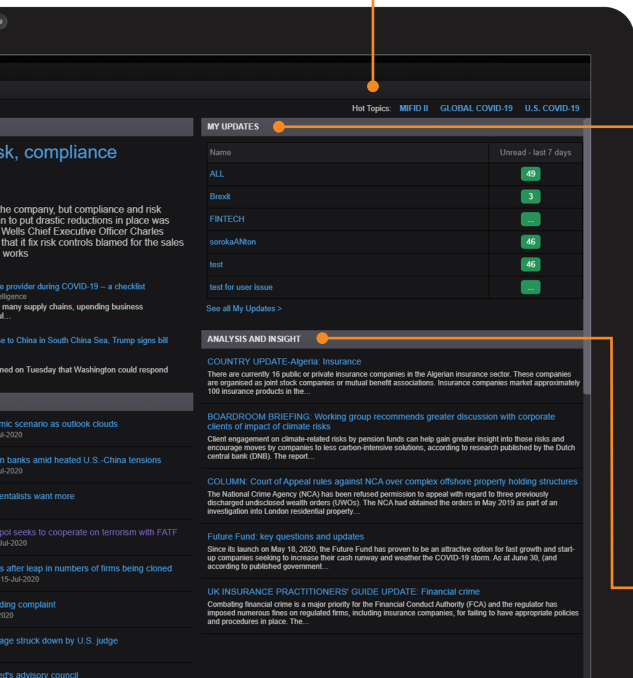 Hot Topics: MIFID II GLOBAL COVID-19 U.S. COVID-19
MY UPDATES
Name Unread - last 7 days
ALL 49
Brexit 3
FINTECH ...
sorokaANton 46
test 46
test for user issue ...
See all My Updates >
ANALYSIS AND INSIGHT
COUNTRY UPDATE-Algeria: Insurance
There are currently 16 public or private insurance companies in the Algerian insurance sector. These companies
are organised as joint stock companies or mutual benefit associations. Insurance companies market approximately
100 insurance products in the...
BOARDROOM BRIEFING: Working group recommends greater discussion with corporate
clients of impact of climate risks
Client engagement on climate-related risks by pension funds can help gain greater insight into those risks and
encourage moves by companies to less carbon-intensive solutions, according to research published by the Dutch
central bank (DNB). The report...
COLUMN: Court of Appeal rules against NCA over complex offshore property holding structures
The National Crime Agency (NCA) has been refused permission to appeal with regard to three previously
discharged undisclosed wealth orders (UWOs). The NCA had obtained the orders in May 2019 as part of an
investigation into London residential property...
Future Fund: key questions and updates
Since its launch on May 18, 2020, the Future Fund has proven to be an attractive option for fast growth and start-
up companies seeking to increase their cash runway and weather the COVID-19 storm. As at June 30, (and
according to published government...
UK INSURANCE PRACTITIONERS' GUIDE UPDATE: Financial crime
Combating financial crime is a major priority for the Financial Conduct Authority (FCA) and the regulator has
imposed numerous fines on regulated firms, including insurance companies, for failing to have appropriate policies
and procedures in place. The...
sk, compliance
he company, but compliance and risk
n to put drastic reductions in place was
Wells Chief Executive Officer Charles
that it fix risk controls blamed for the sales
works
e provider during COVID-19 – a checklist
elligence
many supply chains, upending business
al...
se to China in South China Sea, Trump signs bill
ned on Tuesday that Washington could respond
mic scenario as outlook clouds
ul-2020
n banks amid heated U.S.-China tensions
ul-2020
entalists want more
pol seeks to cooperate on terrorism with FATF
Jul-2020
s after leap in numbers of firms being cloned
15-Jul-2020
ding complaint
2020
age struck down by U.S. judge
ed's advisory council